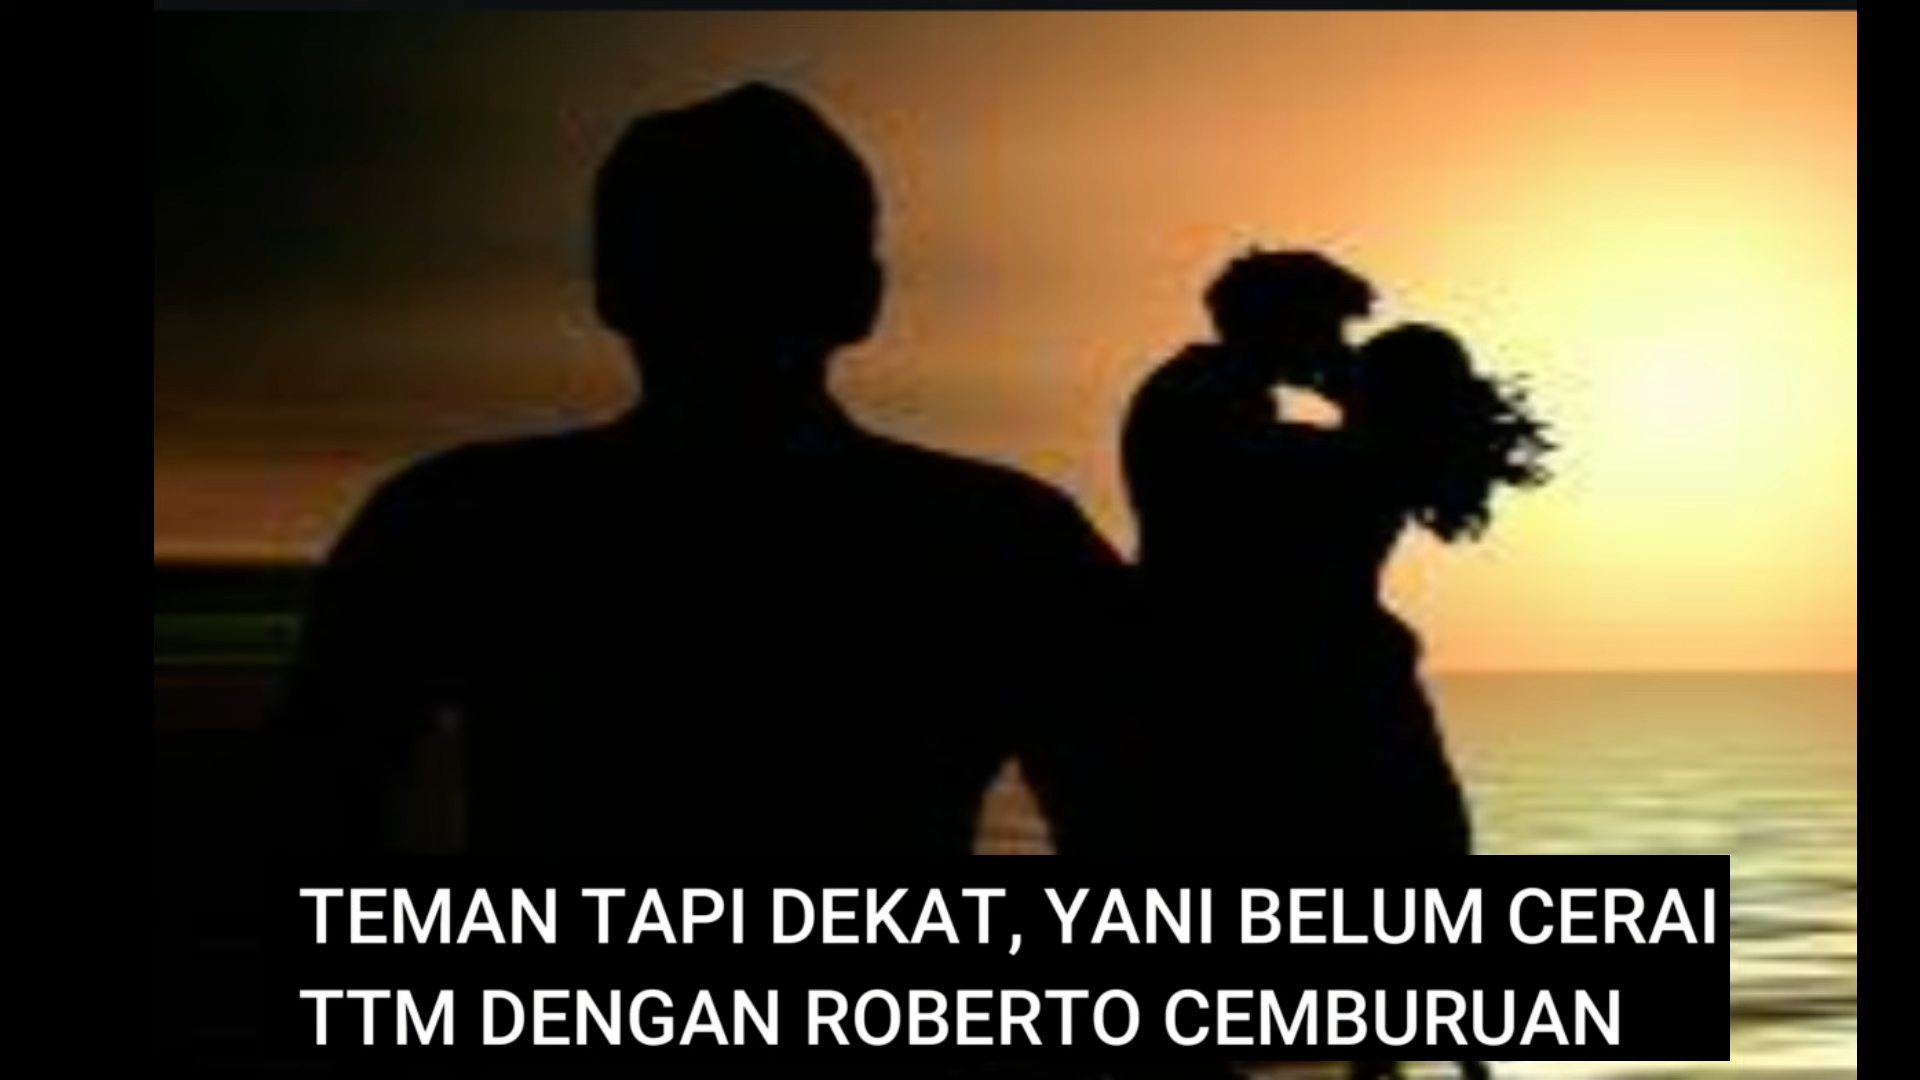 TEMAN TAPI DEKAT, YANI BELUM CERAI
TTM DENGAN ROBERTO CEMBURUAN